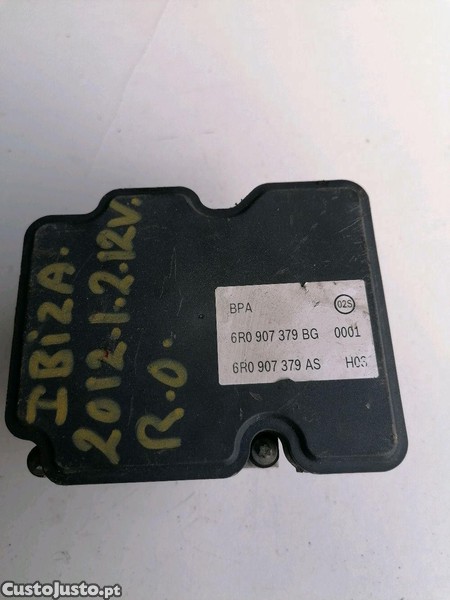 IBIZA.
2012-1.2.12V.
R.O.
BPA 02S
6R0 907 379 BG 0001
6R0 907 379 AS H03
CustoJusto.pt